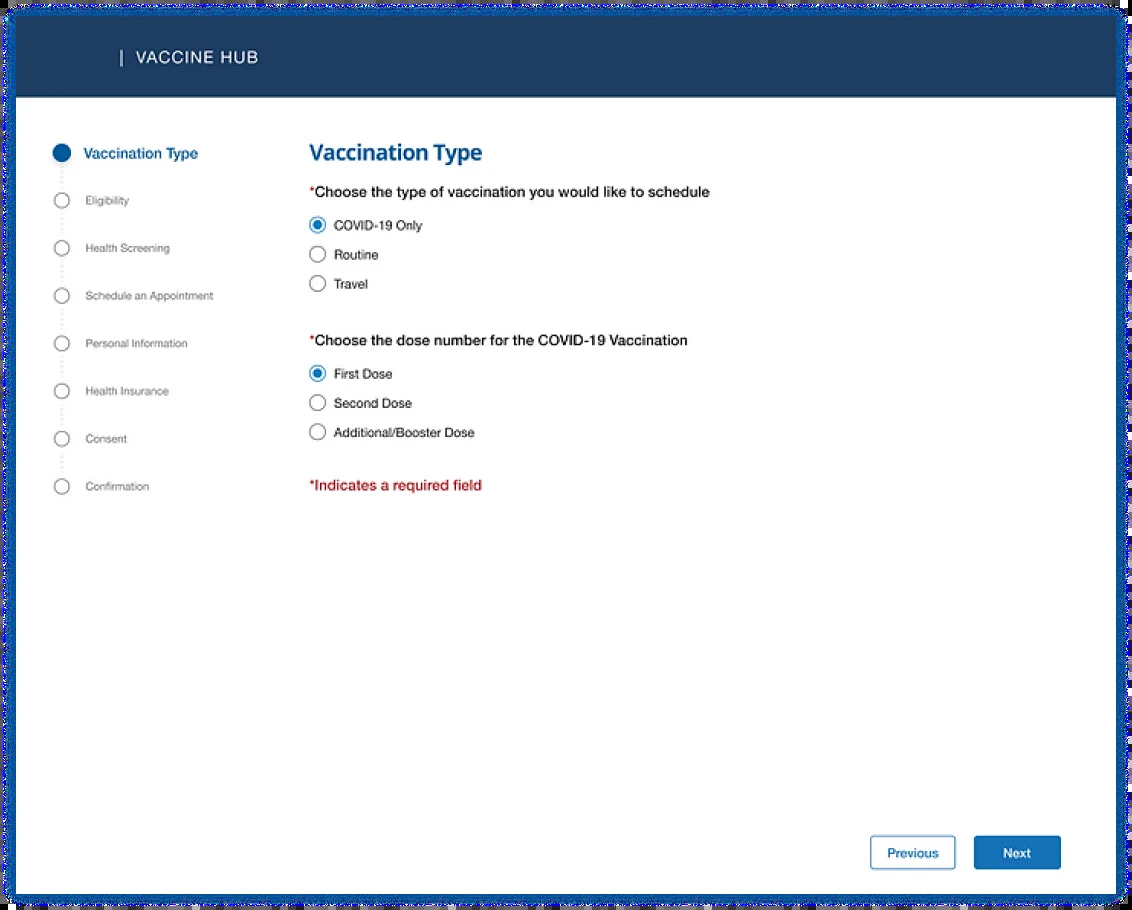 | VACCINE HUB
Vaccination Type
Eligibility
Health Screening
Schedule an Appointment
Personal Information
Health Insurance
Consent
Confirmation
Vaccination Type
*Choose the type of vaccination you would like to schedule
COVID-19 Only
Routine
Travel
*Choose the dose number for the COVID-19 Vaccination
First Dose
Second Dose
Additional/Booster Dose
*Indicates a required field
Previous
Next